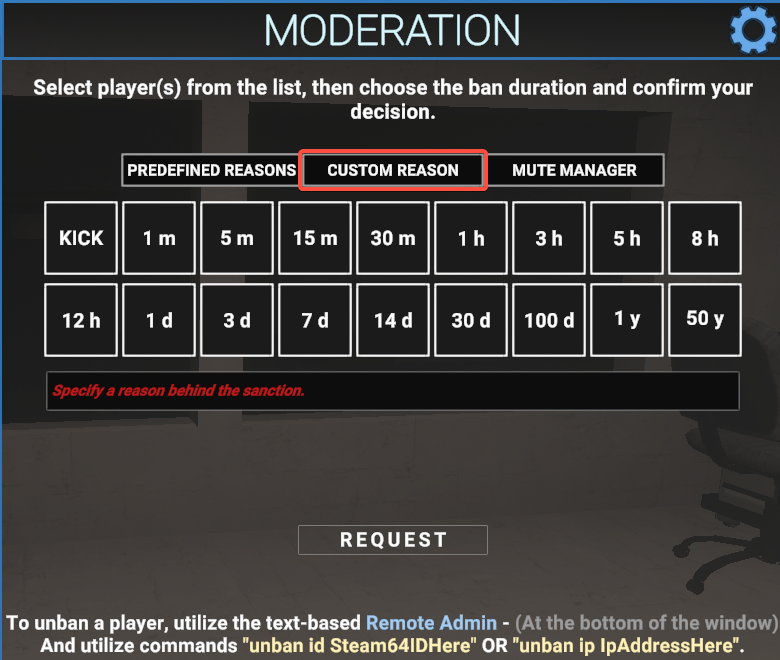 MODERATION
Select player(s) from the list, then choose the ban duration and confirm your
decision.
PREDEFINED REASONS CUSTOM REASON MUTE MANAGER
KICK 1 m 5 m 15 m 30 m 1 h 3 h 5 h 8 h
12 h 1 d 3 d 7 d 14 d 30 d 100 d 1 y 50 y
Specify a reason behind the sanction.
REQUEST
To unban a player, utilize the text-based Remote Admin - (At the bottom of the window)
And utilize commands "unban id Steam64IDHere" OR "unban ip IpAddressHere".